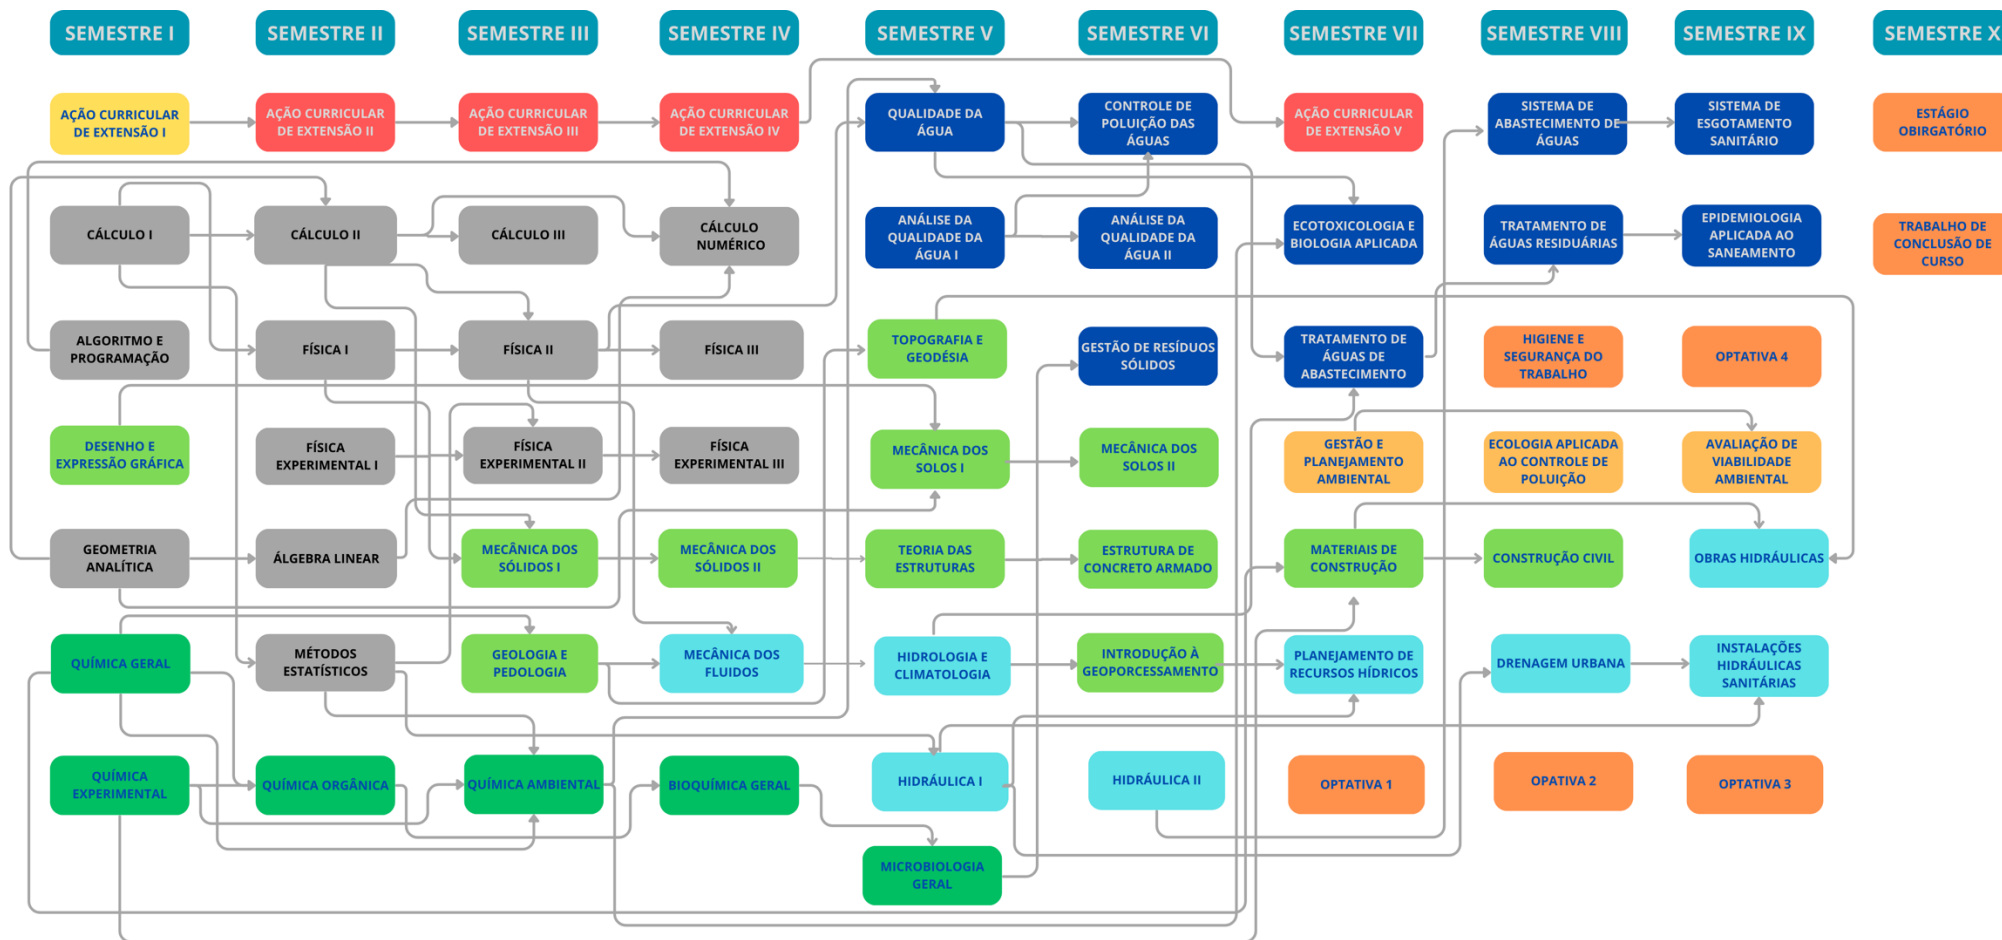 SEMESTRE I
SEMESTRE II
SEMESTRE III
SEMESTRE IV
SEMESTRE V
SEMESTRE VI
SEMESTRE VII
SEMESTRE VIII
SEMESTRE IX
SEMESTRE X
AÇÃO CURRICULAR
DE EXTENSÃO I
AÇÃO CURRICULAR
DE EXTENSÃO II
AÇÃO CURRICULAR
DE EXTENSÃO III
AÇÃO CURRICULAR
DE EXTENSÃO IV
QUALIDADE DA
ÁGUA
CONTROLE DE
POLUIÇÃO DAS
ÁGUAS
AÇÃO CURRICULAR
DE EXTENSÃO V
SISTEMA DE
ABASTECIMENTO DE
ÁGUAS
SISTEMA DE
ESGOTAMENTO
SANITÁRIO
ESTÁGIO
OBIRGATÓRIO
CÁLCULO I
CÁLCULO II
CÁLCULO III
CÁLCULO
NUMÉRICO
ANÁLISE DA
QUALIDADE DA
ÁGUA I
ANÁLISE DA
QUALIDADE DA
ÁGUA II
ECOTOXICOLOGIA E
BIOLOGIA APLICADA
TRATAMENTO DE
ÁGUAS RESIDUÁRIAS
EPIDEMIOLOGIA
APLICADA AO
SANEAMENTO
TRABALHO DE
CONCLUSÃO DE
CURSO
ALGORITMO E
PROGRAMAÇÃO
FÍSICA I
FÍSICA II
FÍSICA III
TOPOGRAFIA E
GEODÉSIA
GESTÃO DE RESÍDUOS
SÓLIDOS
TRATAMENTO DE
ÁGUAS DE
ABASTECIMENTO
HIGIENE E
SEGURANÇA DO
TRABALHO
OPTATIVA 4
DESENHO E
EXPRESSÃO GRÁFICA
FÍSICA
EXPERIMENTAL I
FÍSICA
EXPERIMENTAL II
FÍSICA
EXPERIMENTAL III
MECÂNICA DOS
SOLOS I
MECÂNICA DOS
SOLOS II
GESTÃO E
PLANEJAMENTO
AMBIENTAL
ECOLOGIA APLICADA
AO CONTROLE DE
POLUIÇÃO
AVALIAÇÃO DE
VIABILIDADE
AMBIENTAL
GEOMETRIA
ANALÍTICA
ÁLGEBRA LINEAR
MECÂNICA DOS
SÓLIDOS I
MECÂNICA DOS
SÓLIDOS II
TEORIA DAS
ESTRUTURAS
ESTRUTURA DE
CONCRETO ARMADO
MATERIAIS DE
CONSTRUÇÃO
CONSTRUÇÃO CIVIL
OBRAS HIDRÁULICAS
QUÍMICA GERAL
MÉTODOS
ESTATÍSTICOS
GEOLOGIA E
PEDOLOGIA
MECÂNICA DOS
FLUIDOS
HIDROLOGIA E
CLIMATOLOGIA
INTRODUÇÃO À
GEOPORCESSAMENTO
PLANEJAMENTO DE
RECURSOS HÍDRICOS
DRENAGEM URBANA
INSTALAÇÕES
HIDRÁULICAS
SANITÁRIAS
QUÍMICA
EXPERIMENTAL
QUÍMICA ORGÂNICA
QUÍMICA AMBIENTAL
BIOQUÍMICA GERAL
HIDRÁULICA I
HIDRÁULICA II
OPTATIVA 1
OPATIVA 2
OPTATIVA 3
MICROBIOLOGIA
GERAL